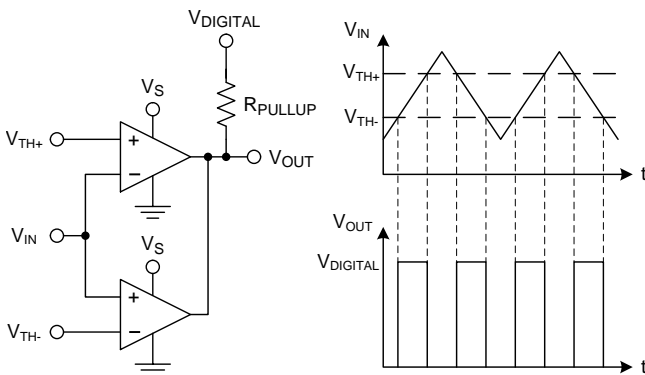 VDIGITAL
VS
RPULLUP
VTH+
+
−
VOUT
VIN
VS
+
VTH-
−
VIN
VTH+
VTH-
t
VOUT
VDIGITAL
t